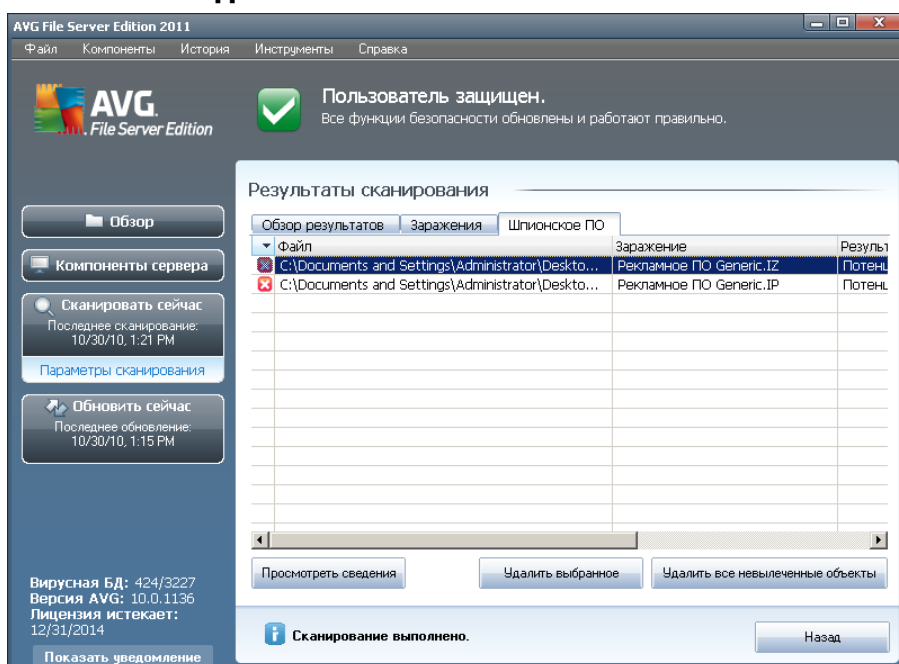 AVG File Server Edition 2011
Файл Компоненты История Инструменты Справка
AVG.
File Server Edition
Пользователь защищен.
Все функции безопасности обновлены и работают правильно.
Обзор
Компоненты сервера
Сканировать сейчас
Последнее сканирование:
10/30/10, 1:21 PM
Параметры сканирования
Обновить сейчас
Последнее обновление:
10/30/10, 1:15 PM
Вирусная БД: 424/3227
Версия AVG: 10.0.1136
Лицензия истекает:
12/31/2014
Показать уведомление
Результаты сканирования
Обзор результатов Заражения Шпионское ПО
Файл Заражение Результ
C:\Documents and Settings\Administrator\Deskto... Рекламное ПО Generic.IZ Потенц
C:\Documents and Settings\Administrator\Deskto... Рекламное ПО Generic.IP Потенц
Просмотреть сведения Удалить выбранное Удалить все невылеченные объекты
Сканирование выполнено. Назад